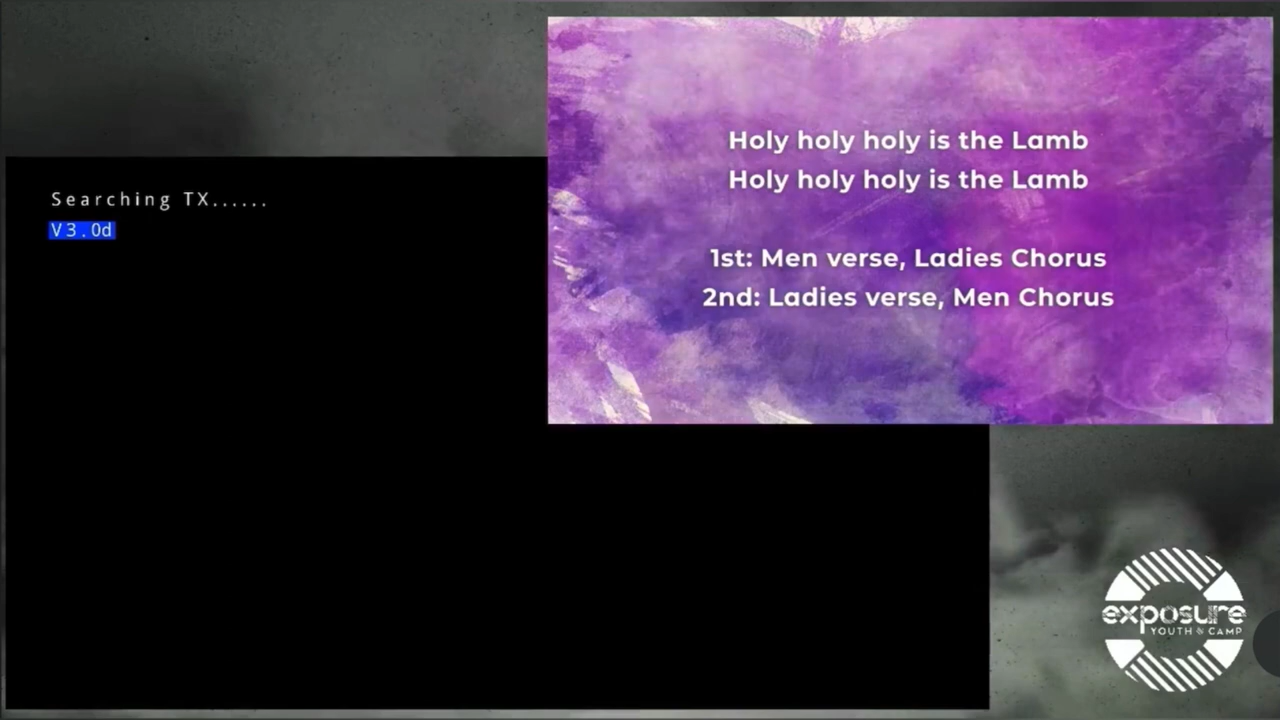 Searching TX......
V3.0d
Holy holy holy is the Lamb
Holy holy holy is the Lamb
1st: Men verse, Ladies Chorus
2nd: Ladies verse, Men Chorus
exposure
YOUTH CAMP